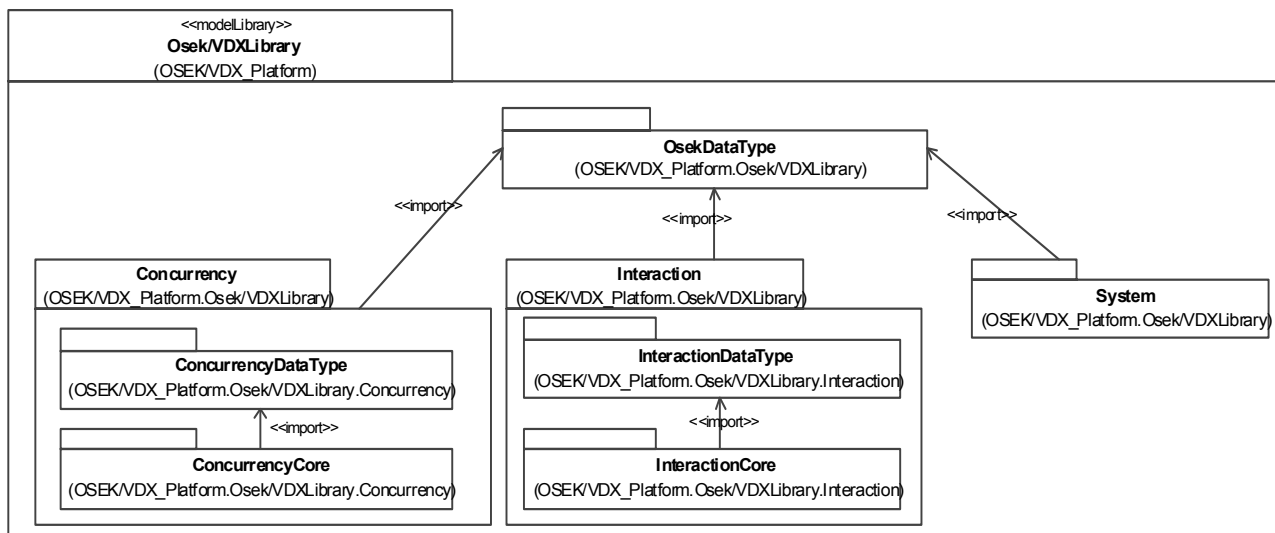 <<modelLibrary>>
Osek/VDXLibrary
(OSEK/VDX_Platform)
OsekDataType
(OSEK/VDX_Platform.Osek/VDXLibrary)
<<import>>
<<import>>
<<import>>
Concurrency
(OSEK/VDX_Platform.Osek/VDXLibrary)
Interaction
(OSEK/VDX_Platform.Osek/VDXLibrary)
System
(OSEK/VDX_Platform.Osek/VDXLibrary)
ConcurrencyDataType
(OSEK/VDX_Platform.Osek/VDXLibrary.Concurrency)
<<import>>
ConcurrencyCore
(OSEK/VDX_Platform.Osek/VDXLibrary.Concurrency)
InteractionDataType
(OSEK/VDX_Platform.Osek/VDXLibrary.Interaction)
<<import>>
InteractionCore
(OSEK/VDX_Platform.Osek/VDXLibrary.Interaction)